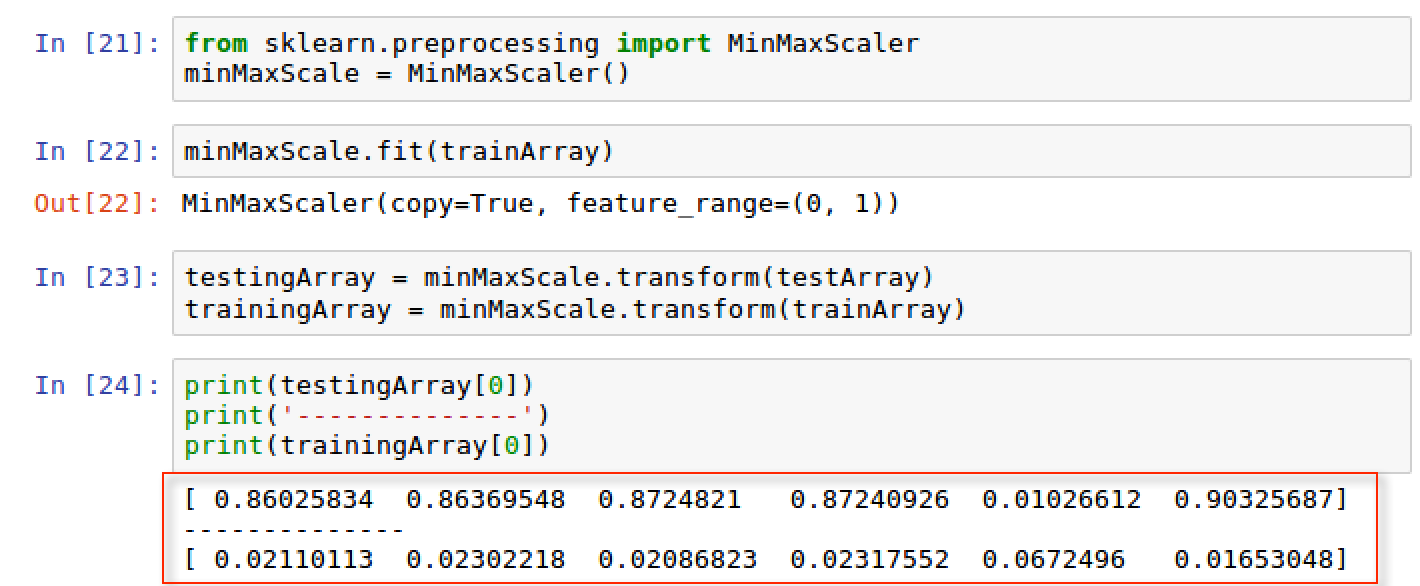 In [21]: from sklearn.preprocessing import MinMaxScaler
minMaxScale = MinMaxScaler()
In [22]: minMaxScale.fit(trainArray)
Out[22]: MinMaxScaler(copy=True, feature_range=(0, 1))
In [23]: testingArray = minMaxScale.transform(testArray)
trainingArray = minMaxScale.transform(trainArray)
In [24]: print(testingArray[0])
print('--------------')
print(trainingArray[0])
[ 0.86025834  0.86369548  0.8724821   0.87240926  0.01026612  0.90325687]
--------------
[ 0.02110113  0.02302218  0.02086823  0.02317552  0.0672496   0.01653048]